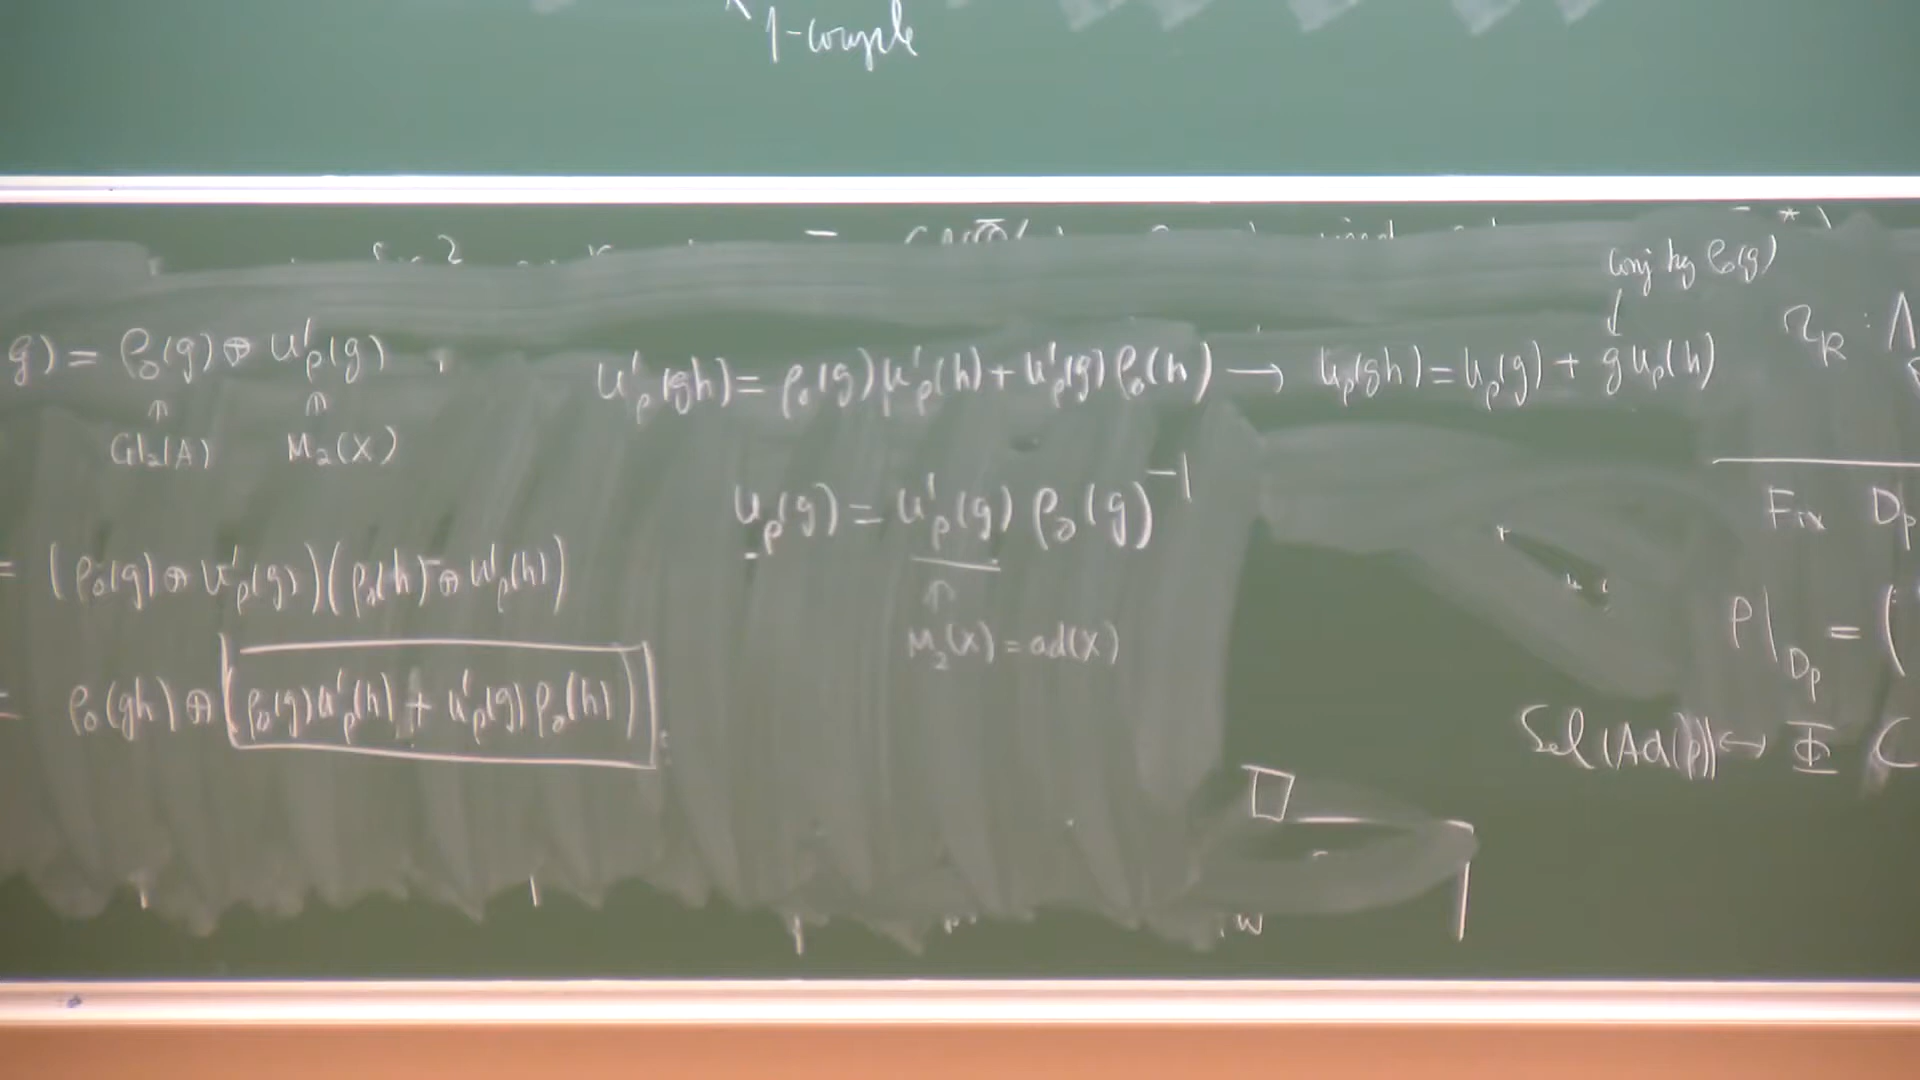 1-cocycle
conj by ρ₀(g)
↓
g) = ρ₀(g) ⊕ u'ρ(g) , u'ρ(gh) = ρ₀(g)u'ρ(h) + u'ρ(g)ρ₀(h) → uρ(gh) = uρ(g) + g uρ(h)
Gl₂(A) M₂(X)
uρ(g) = u'ρ(g) ρ₀(g)⁻¹
M₂(X) = ad(X)
= (ρ₀(g) ⊕ u'ρ(g))(ρ₀(h) ⊕ u'ρ(h))
= ρ₀(gh) ⊕ (ρ₀(g)u'ρ(h) + u'ρ(g)ρ₀(h))
Fix Dp
ρ|Dp = (
Sel(Ad(ρ)) ↔ Φ